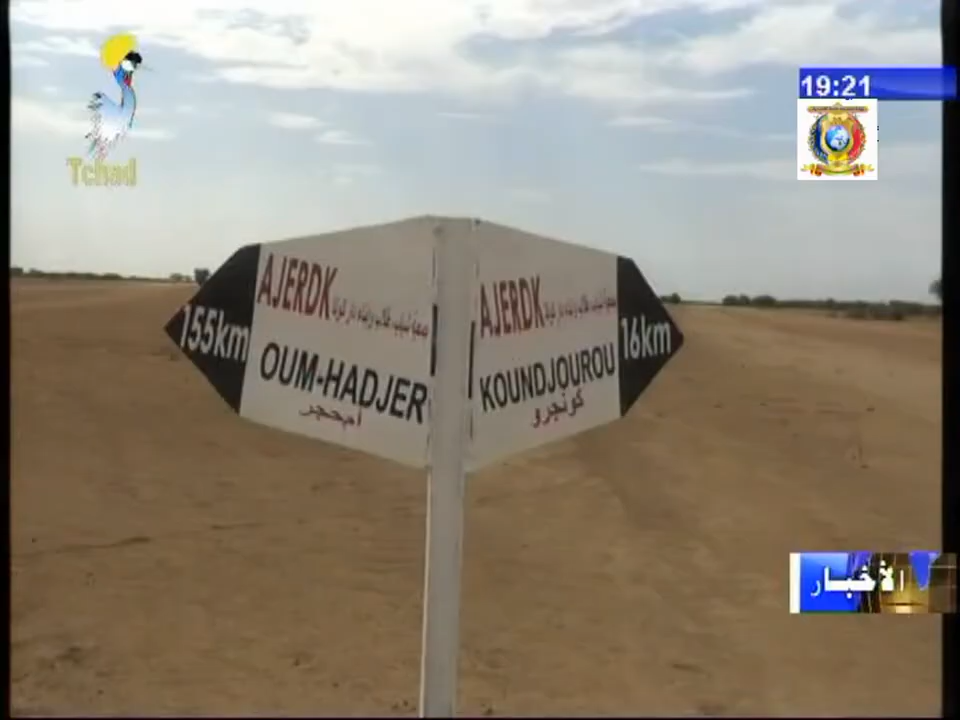 Tchad
19:21
AJERDK
155km
OUM-HADJER
أم حجر
AJERDK
16km
KOUNDJOUROU
كونجرو
الأخبار